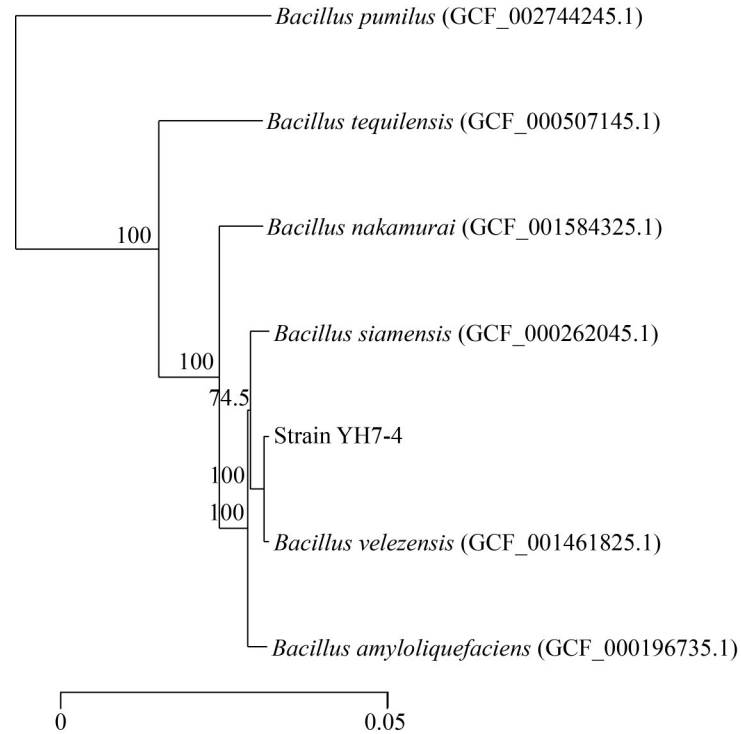 Bacillus pumilus (GCF_002744245.1)
Bacillus tequilensis (GCF_000507145.1)
100
Bacillus nakamurai (GCF_001584325.1)
Bacillus siamensis (GCF_000262045.1)
100
74.5
Strain YH7-4
100
100
Bacillus velezensis (GCF_001461825.1)
Bacillus amyloliquefaciens (GCF_000196735.1)
0 0.05